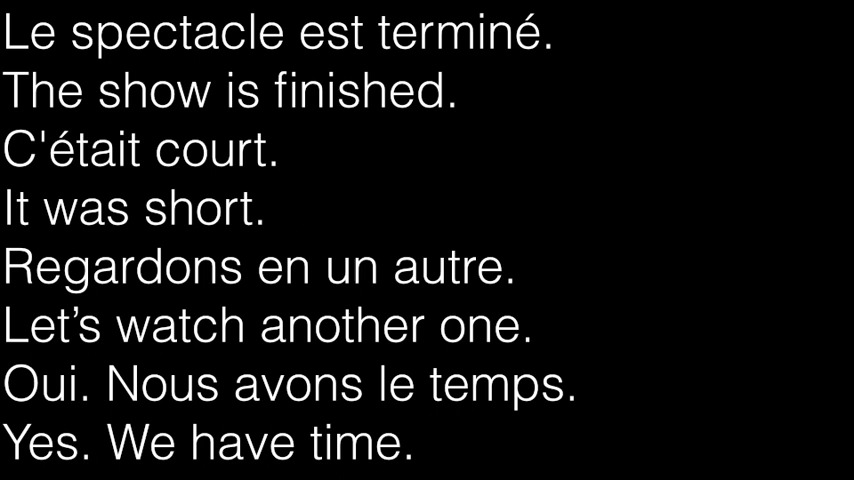 Le spectacle est terminé.
The show is finished.
C'était court.
It was short.
Regardons en un autre.
Let’s watch another one.
Oui. Nous avons le temps.
Yes. We have time.